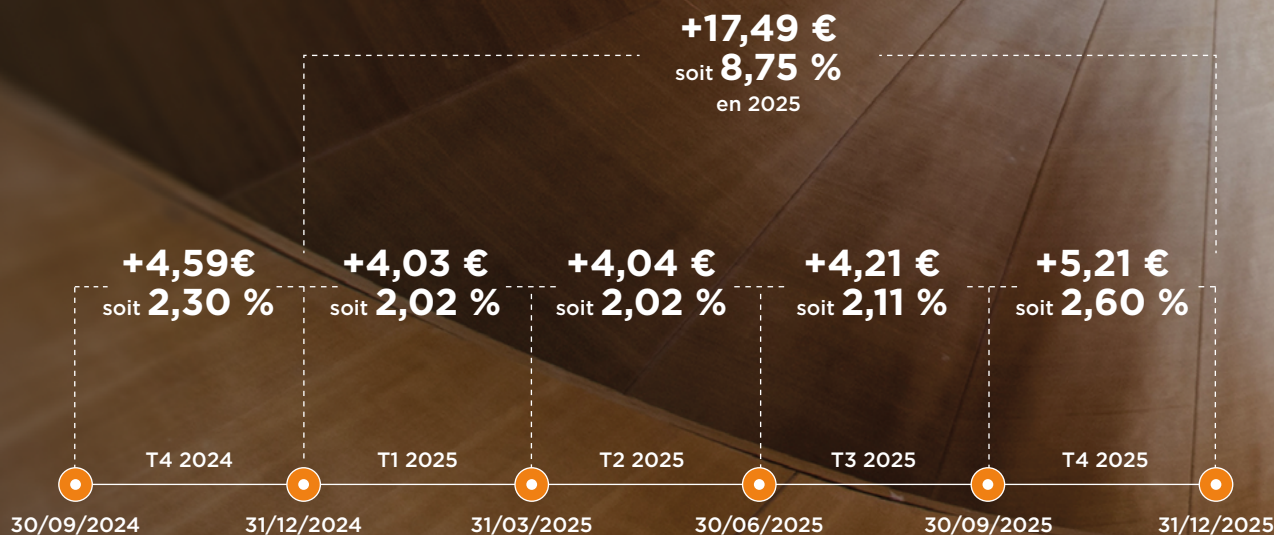 +17,49 €
soit 8,75 %
en 2025
+4,59€
soit 2,30 %
+4,03 €
soit 2,02 %
+4,04 €
soit 2,02 %
+4,21 €
soit 2,11 %
+5,21 €
soit 2,60 %
T4 2024
T1 2025
T2 2025
T3 2025
T4 2025
30/09/2024
31/12/2024
31/03/2025
30/06/2025
30/09/2025
31/12/2025